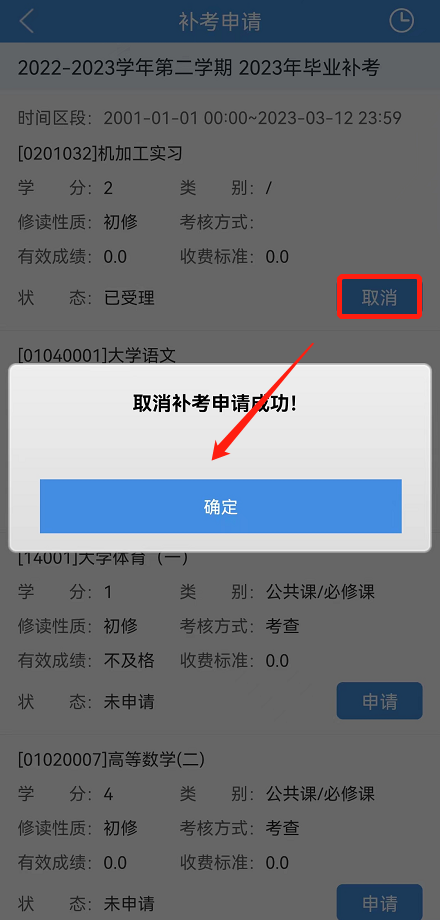 补考申请
2022-2023学年第二学期 2023年毕业补考
时间区段：2001-01-01 00:00~2023-03-12 23:59
[0201032]机加工实习
学 分：2 类 别：/
修读性质：初修 考核方式：
有效成绩：0.0 收费标准：0.0
状 态：已受理 取消
[01040001]大学语文
取消补考申请成功!
确定
[14001]大学体育（一）
学 分：1 类 别：公共课/必修课
修读性质：初修 考核方式：考查
有效成绩：不及格 收费标准：0.0
状 态：未申请 申请
[01020007]高等数学(二)
学 分：4 类 别：公共课/必修课
修读性质：初修 考核方式：考查
有效成绩：0.0 收费标准：0.0
状 态：未申请 申请